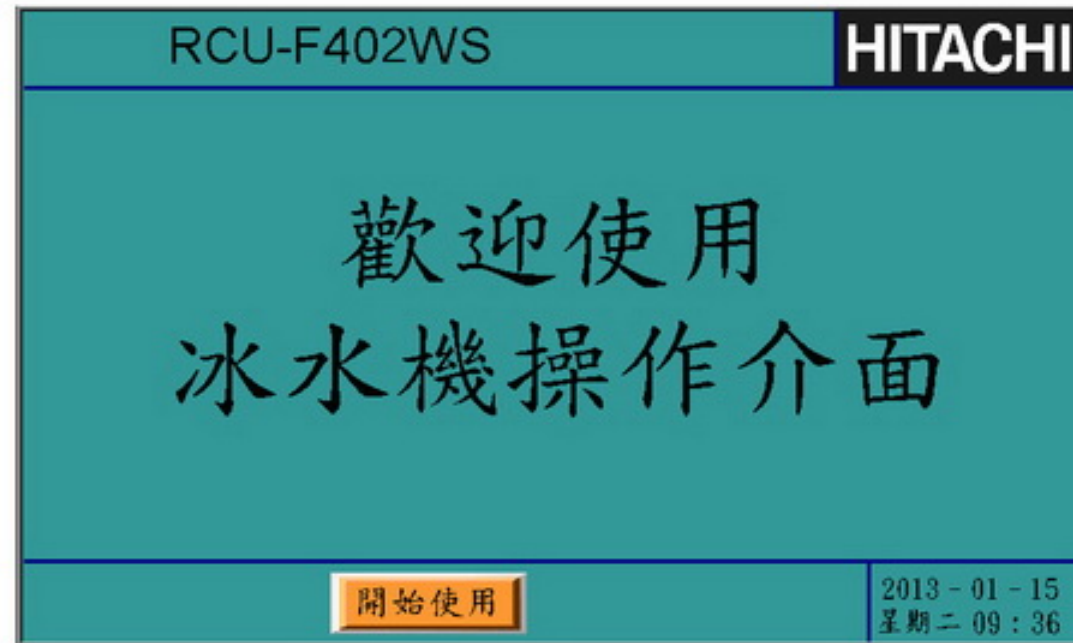 RCU-F402WS
HITACHI
歡迎使用
冰水機操作介面
開始使用
2013-01-15
星期二 09:36